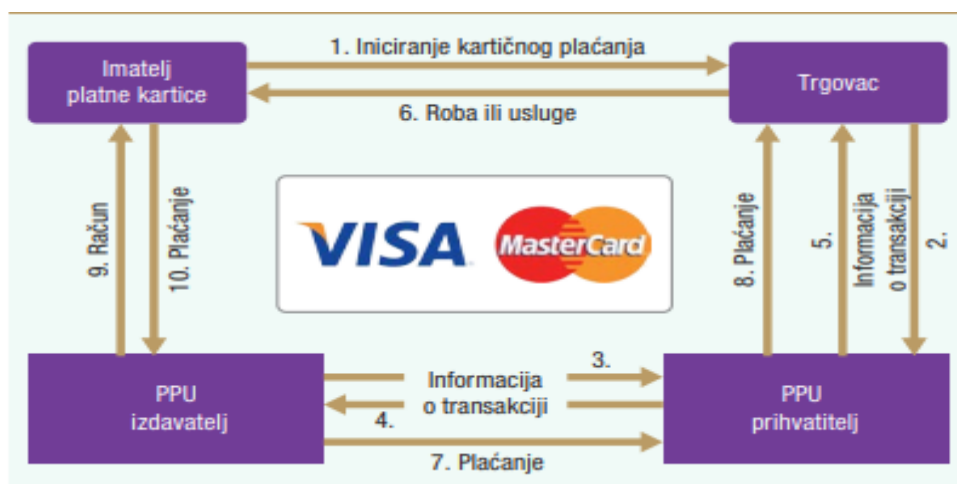 1. Iniciranje kartičnog plaćanja
Imatelj
platne kartice
Trgovac
6. Roba ili usluge
9. Račun
10. Plaćanje
VISA
MasterCard
8. Plaćanje
5.
Informacija
o transakciji
2.
PPU
izdavatelj
3.
Informacija
o transakciji
4.
7. Plaćanje
PPU
prihvatitelj